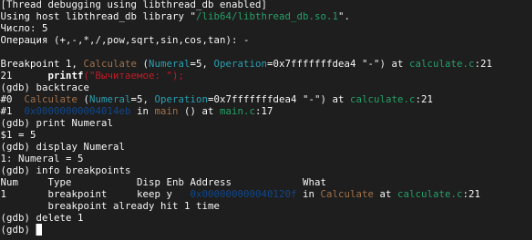 [Thread debugging using libthread_db enabled]
Using host libthread_db library "/lib64/libthread_db.so.1".
Число: 5
Операция (+,-,*,/,pow,sqrt,sin,cos,tan): -
Breakpoint 1, Calculate (Numeral=5, Operation=0x7fffffffdea4 "-") at calculate.c:21
21 printf("Вычитаемое: ");
(gdb) backtrace
#0 Calculate (Numeral=5, Operation=0x7fffffffdea4 "-") at calculate.c:21
#1 0x00000000004014eb in main () at main.c:17
(gdb) print Numeral
$1 = 5
(gdb) display Numeral
1: Numeral = 5
(gdb) info breakpoints
Num Type Disp Enb Address What
1 breakpoint keep y 0x000000000040120f in Calculate at calculate.c:21
breakpoint already hit 1 time
(gdb) delete 1
(gdb)